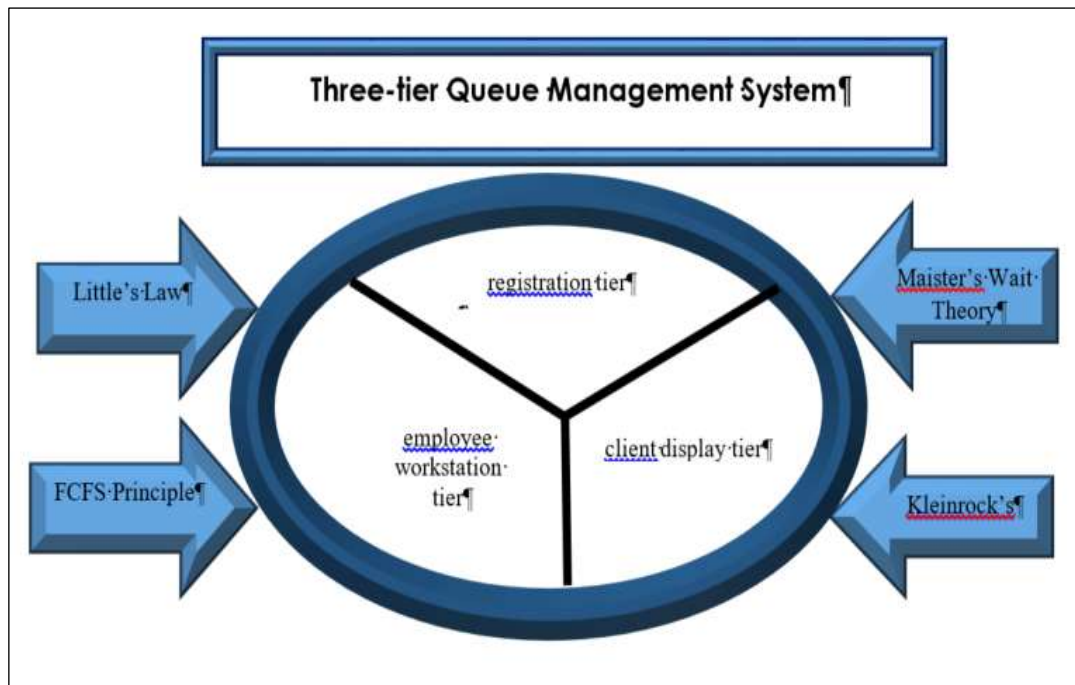 Three-tier Queue Management System¶
Little's·Law¶
registration·tier¶
Maister's·Wait·
Theory¶
employee·
workstation·
tier¶
client·display·tier¶
FCFS·Principle¶
Kleinrock's¶